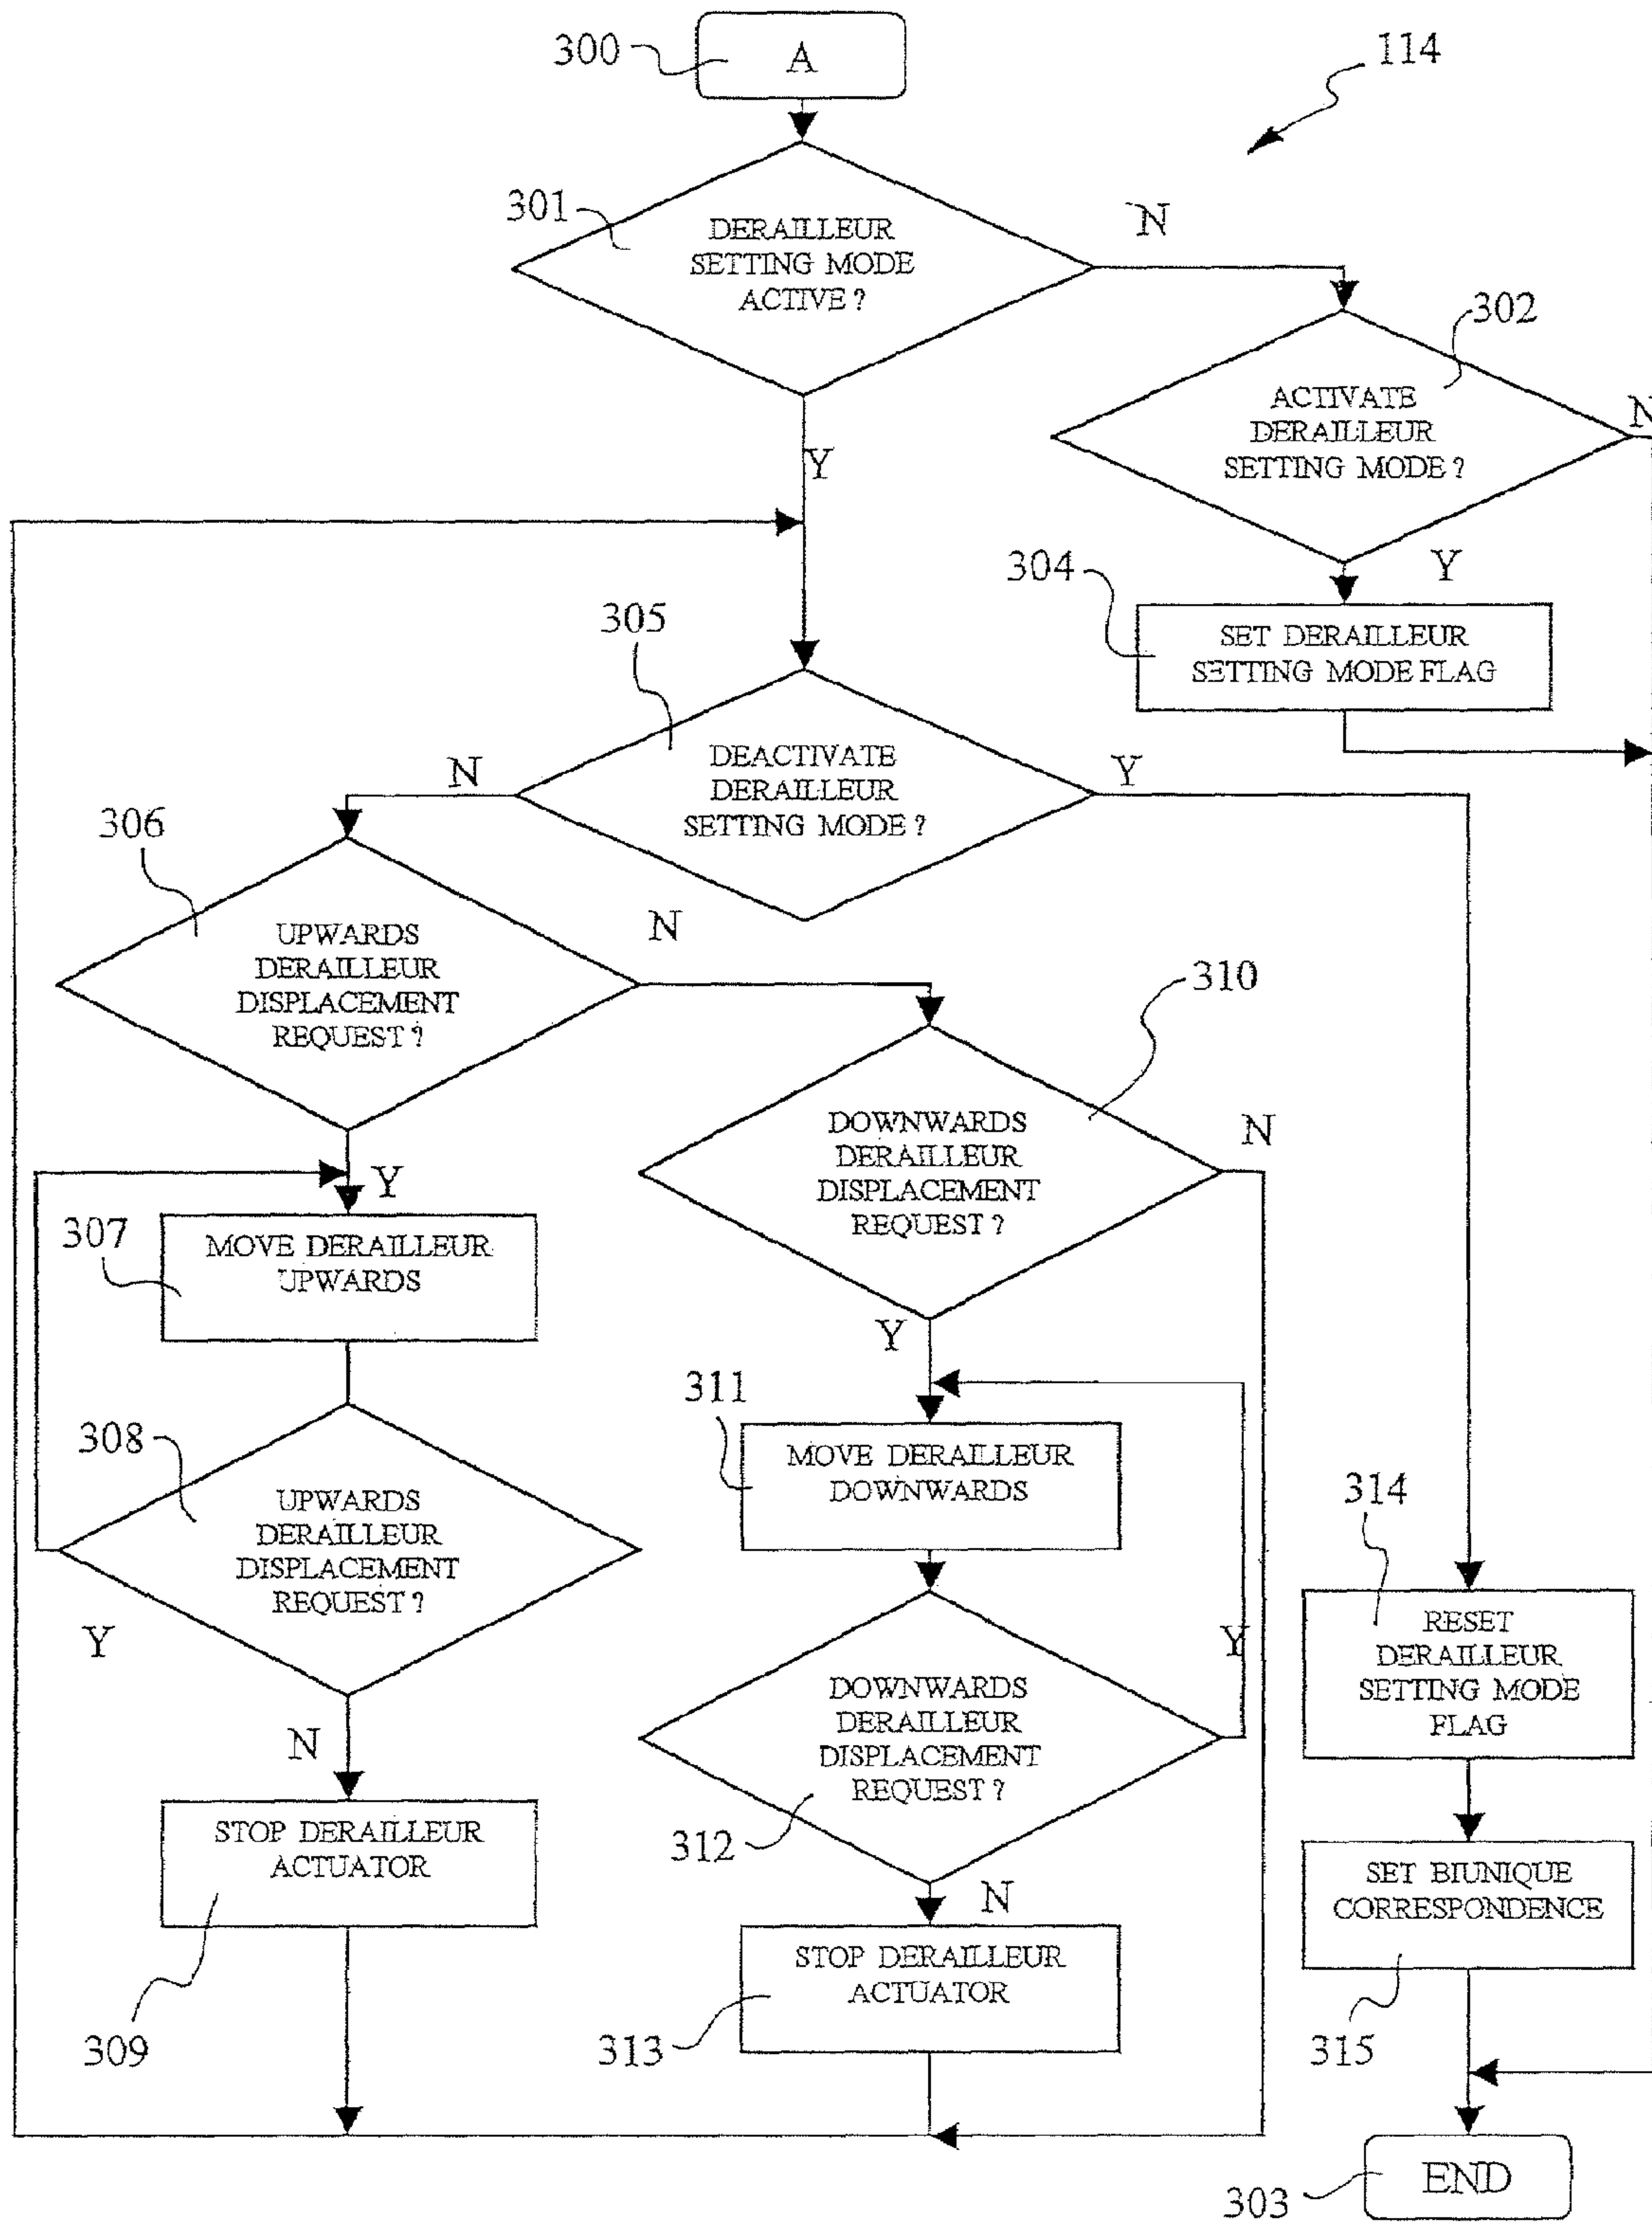 300
A
114
301
DERAILLEUR
SETTING MODE
ACTIVE ?
N
302
ACTIVATE
DERAILLEUR
SETTING MODE ?
N
Y
Y
304
SET DERAILLEUR
SETTING MODE FLAG
305
DEACTIVATE
DERAILLEUR
SETTING MODE ?
N
Y
306
UPWARDS
DERAILLEUR
DISPLACEMENT
REQUEST ?
N
310
DOWNWARDS
DERAILLEUR
DISPLACEMENT
REQUEST ?
N
Y
307
MOVE DERAILLEUR
UPWARDS
Y
311
MOVE DERAILLEUR
DOWNWARDS
308
UPWARDS
DERAILLEUR
DISPLACEMENT
REQUEST ?
Y
N
314
RESET
DERAILLEUR
SETTING MODE
FLAG
Y
DOWNWARDS
DERAILLEUR
DISPLACEMENT
REQUEST ?
312
N
STOP DERAILLEUR
ACTUATOR
309
STOP DERAILLEUR
ACTUATOR
313
SET BIUNIQUE
CORRESPONDENCE
315
END
303